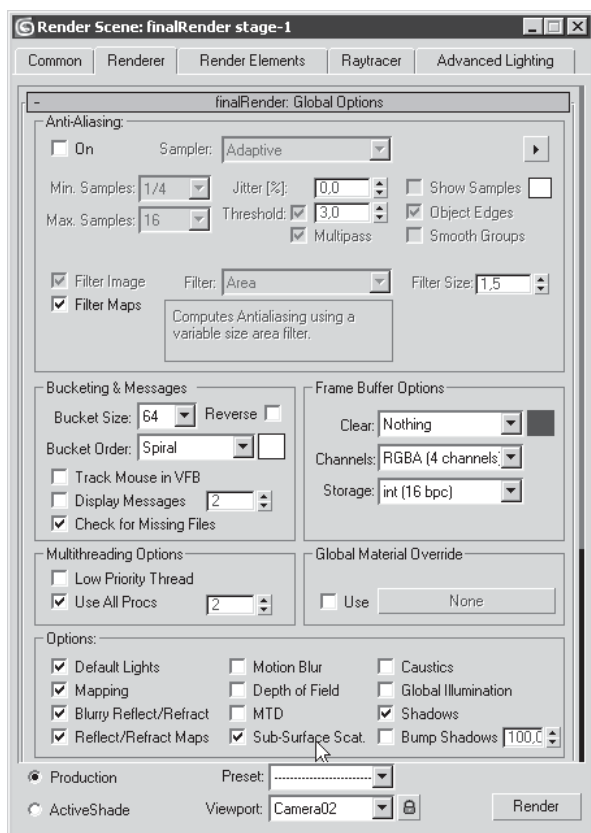 Render Scene: finalRender stage-1
Common Renderer Render Elements Raytracer Advanced Lighting
- finalRender: Global Options
Anti-Aliasing:
On Sampler: Adaptive
Min. Samples: 1/4 Jitter [%]: 0,0 Show Samples
Max. Samples: 16 Threshold: 3,0 Object Edges
Multipass Smooth Groups
Filter Image Filter: Area Filter Size: 1,5
Filter Maps
Computes Antialiasing using a
variable size area filter.
Bucketing & Messages
Bucket Size: 64 Reverse
Bucket Order: Spiral
Track Mouse in VFB
Display Messages 2
Check for Missing Files
Frame Buffer Options
Clear: Nothing
Channels: RGBA (4 channels)
Storage: int (16 bpc)
Multithreading Options
Low Priority Thread
Use All Procs 2
Global Material Override
Use None
Options:
Default Lights Motion Blur Caustics
Mapping Depth of Field Global Illumination
Blurry Reflect/Refract MTD Shadows
Reflect/Refract Maps Sub-Surface Scat. Bump Shadows 100,0
Production Preset: -------------------------
ActiveShade Viewport: Camera02 Render